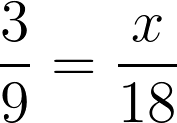 3/9 = x/18